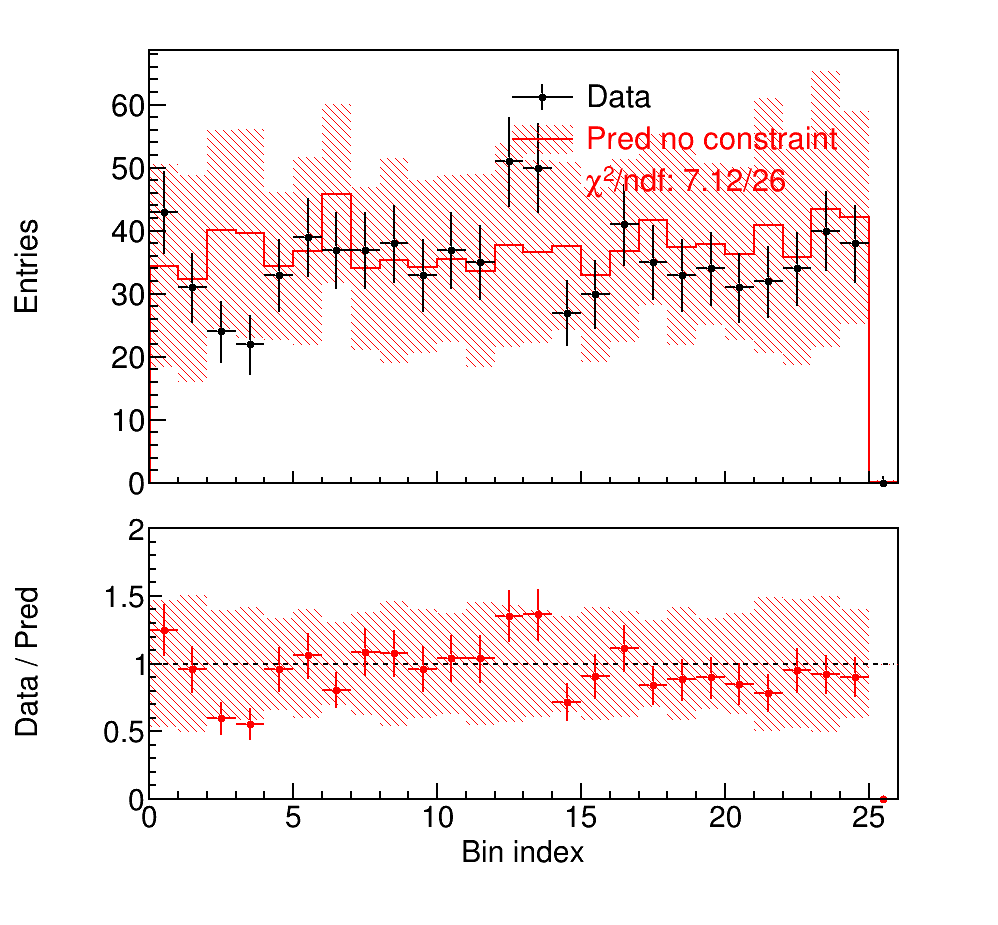 Entries
60
50
40
30
20
10
0
Data
Pred no constraint
χ²/ndf: 7.12/26
Data / Pred
2
1.5
1
0.5
0
0 5 10 15 20 25
Bin index